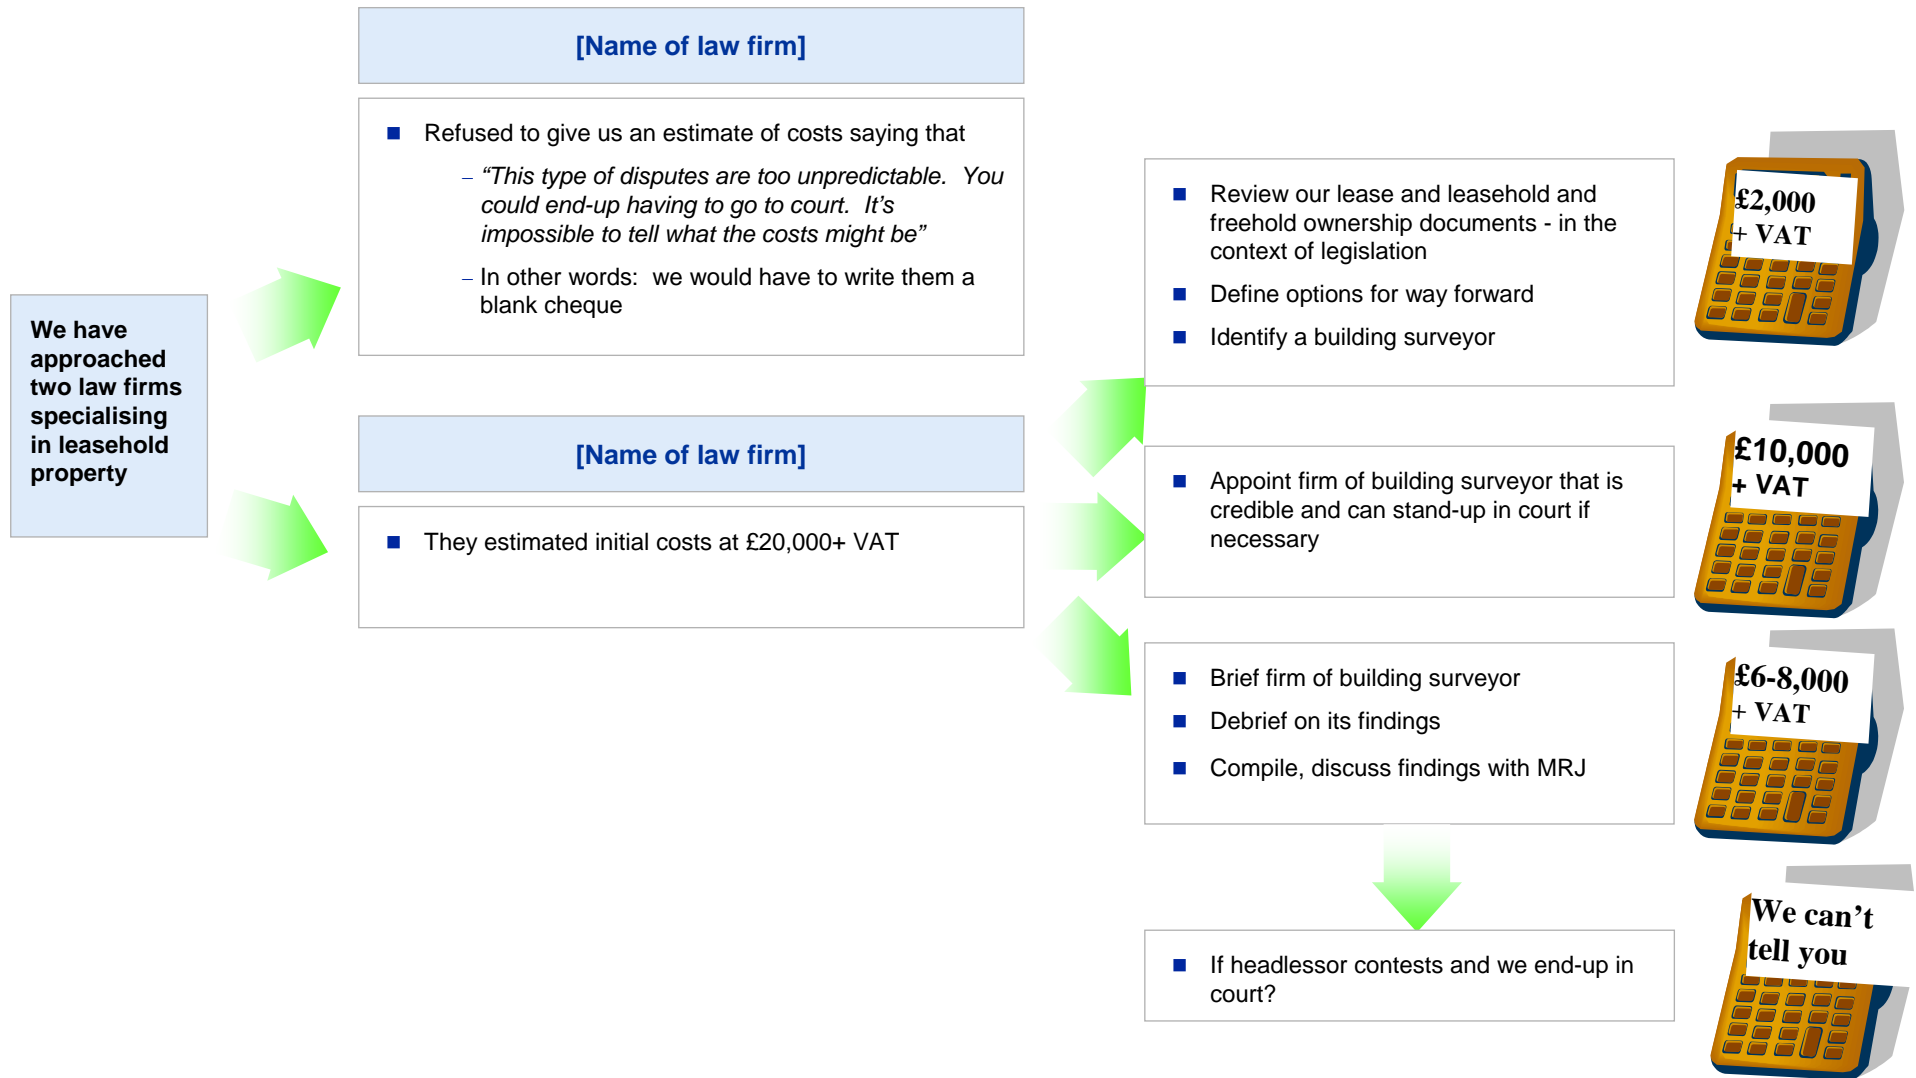 We have
approached
two law firms
specialising
in leasehold
property
[Name of law firm]
■ Refused to give us an estimate of costs saying that
– “This type of disputes are too unpredictable. You
could end-up having to go to court. It’s
impossible to tell what the costs might be”
– In other words: we would have to write them a
blank cheque
[Name of law firm]
■ They estimated initial costs at £20,000+ VAT
■ Review our lease and leasehold and
freehold ownership documents - in the
context of legislation
■ Define options for way forward
■ Identify a building surveyor
£2,000
+ VAT
■ Appoint firm of building surveyor that is
credible and can stand-up in court if
necessary
£10,000
+ VAT
■ Brief firm of building surveyor
■ Debrief on its findings
■ Compile, discuss findings with MRJ
£6-8,000
+ VAT
■ If headlessor contests and we end-up in
court?
We can’t
tell you